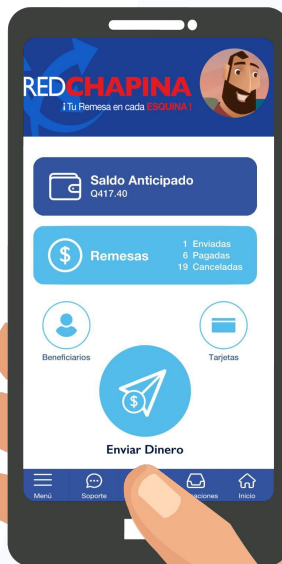 REDCHAPINA
¡Tu Remesa en cada ESQUINA!
Saldo Anticipado
Q417.40
Remesas
1 Enviadas
6 Pagadas
19 Canceladas
Beneficiarios
Tarjetas
Enviar Dinero
Menú
Soporte
Inicio